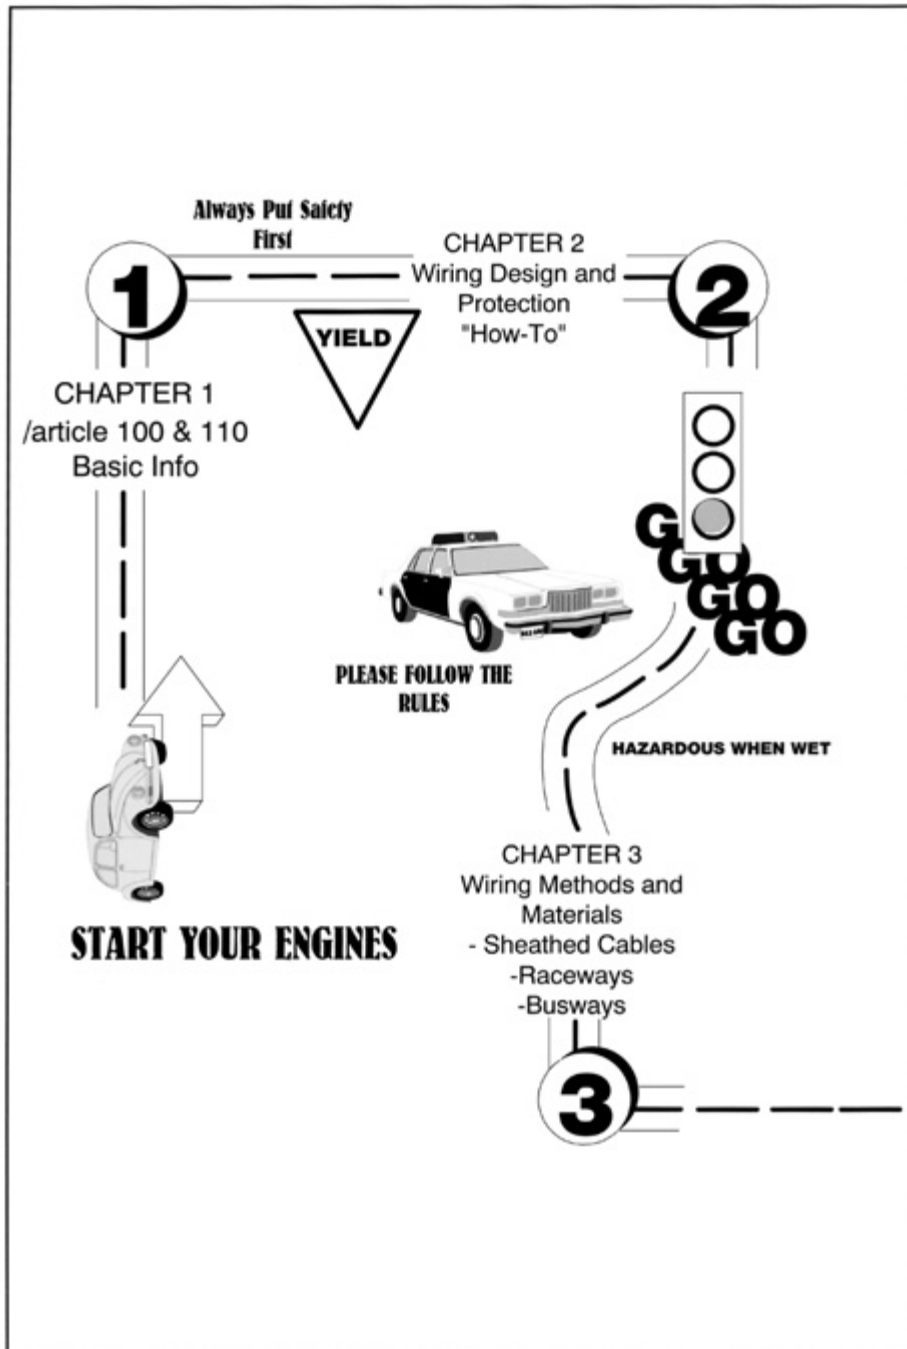 Always Put Safety
First
1
CHAPTER 2
Wiring Design and
Protection
"How-To"
2
YIELD
CHAPTER 1
/article 100 & 110
Basic Info
G
GO
GO
GO
PLEASE FOLLOW THE
RULES
HAZARDOUS WHEN WET
CHAPTER 3
Wiring Methods and
Materials
- Sheathed Cables
-Raceways
-Busways
START YOUR ENGINES
3